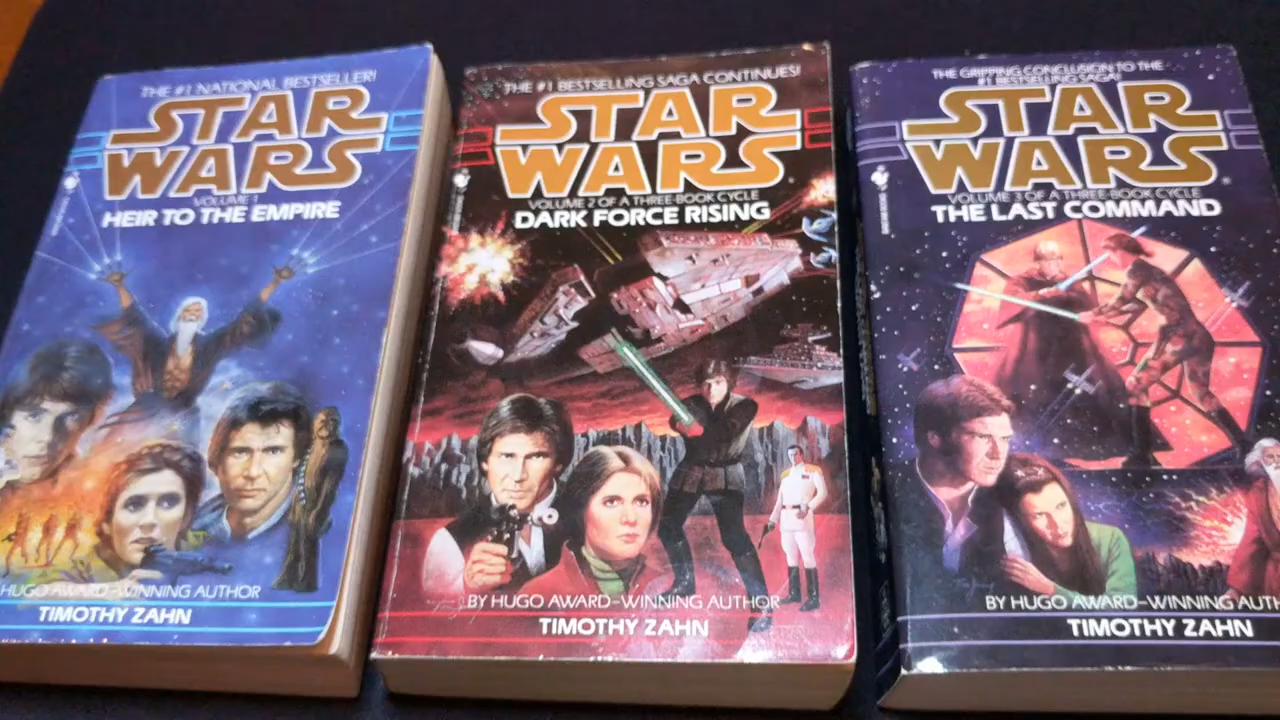 THE #1 NATIONAL BESTSELLER!
STAR
WARS
VOLUME 1
HEIR TO THE EMPIRE
HUGO AWARD-WINNING AUTHOR
TIMOTHY ZAHN
THE #1 BESTSELLING SAGA CONTINUES!
STAR
WARS
VOLUME 2 OF A THREE-BOOK CYCLE
DARK FORCE RISING
BY HUGO AWARD-WINNING AUTHOR
TIMOTHY ZAHN
THE GRIPPING CONCLUSION TO THE
#1 BESTSELLING SAGA!
STAR
WARS®
VOLUME 3 OF A THREE-BOOK CYCLE
THE LAST COMMAND
BY HUGO AWARD-WINNING AUTH
TIMOTHY ZAHN